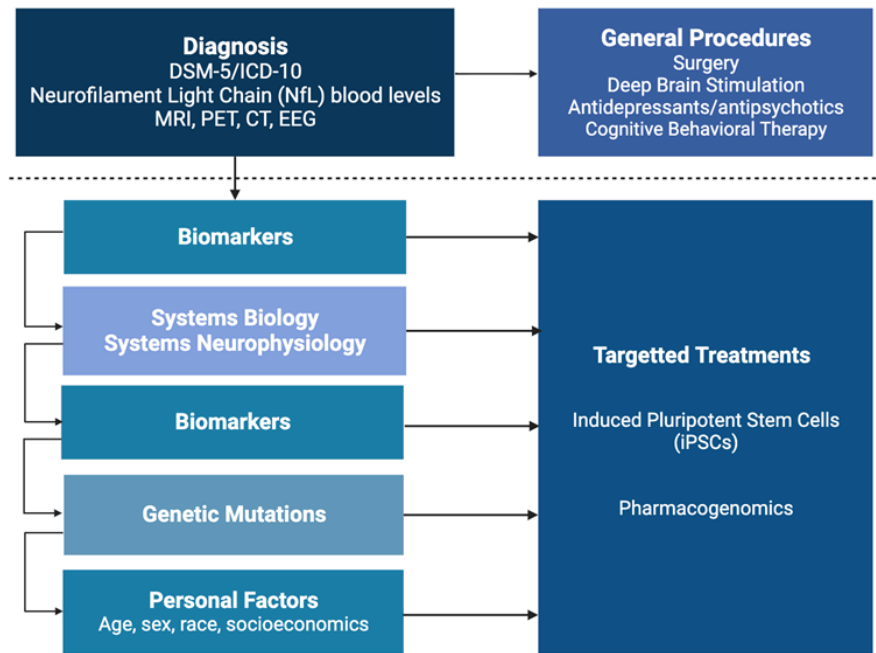 Diagnosis
DSM-5/ICD-10
Neurofilament Light Chain (NfL) blood levels
MRI, PET, CT, EEG
General Procedures
Surgery
Deep Brain Stimulation
Antidepressants/antipsychotics
Cognitive Behavioral Therapy
Biomarkers
Systems Biology
Systems Neurophysiology
Biomarkers
Genetic Mutations
Personal Factors
Age, sex, race, socioeconomics
Targetted Treatments
Induced Pluripotent Stem Cells
(iPSCs)
Pharmacogenomics